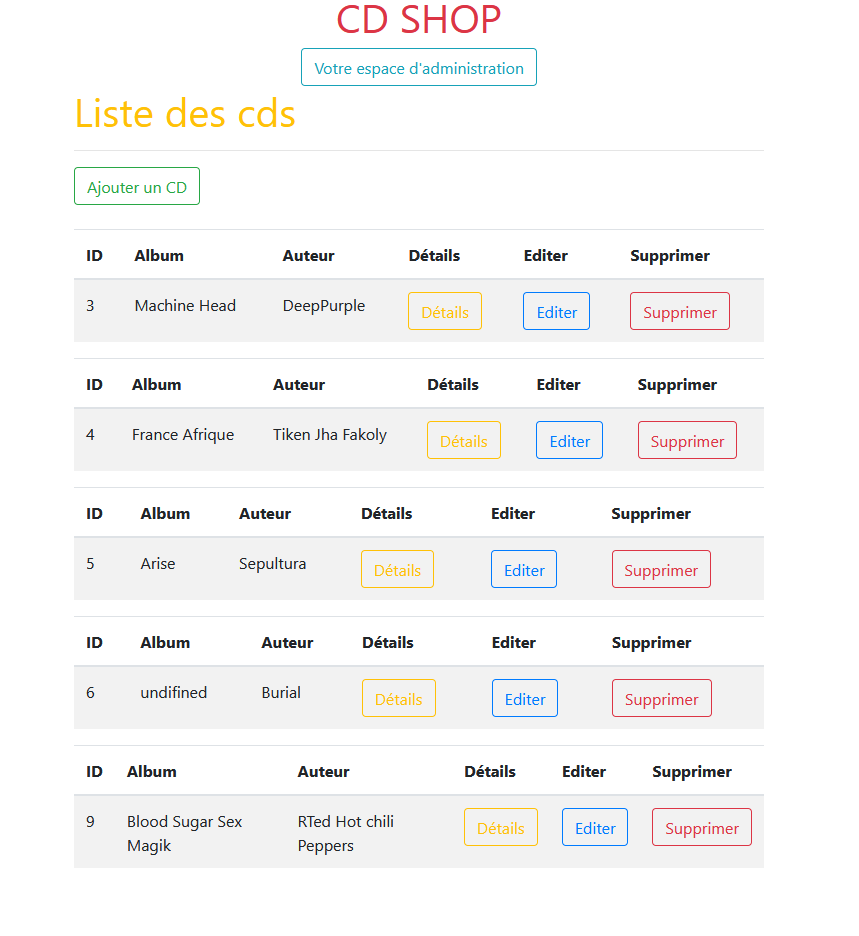 CD SHOP
Votre espace d'administration
Liste des cds
Ajouter un CD
ID Album Auteur Détails Editer Supprimer
3 Machine Head DeepPurple Détails Editer Supprimer
ID Album Auteur Détails Editer Supprimer
4 France Afrique Tiken Jha Fakoly Détails Editer Supprimer
ID Album Auteur Détails Editer Supprimer
5 Arise Sepultura Détails Editer Supprimer
ID Album Auteur Détails Editer Supprimer
6 undifined Burial Détails Editer Supprimer
ID Album Auteur Détails Editer Supprimer
9 Blood Sugar Sex RTed Hot chili Détails Editer Supprimer
Magik Peppers